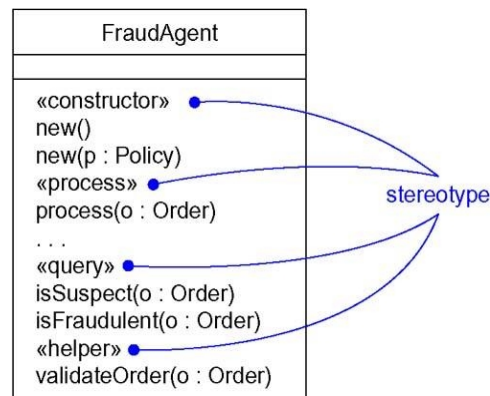 FraudAgent
«constructor»
new()
new(p : Policy)
«process»
process(o : Order)
. . .
«query»
isSuspect(o : Order)
isFraudulent(o : Order)
«helper»
validateOrder(o : Order)
stereotype